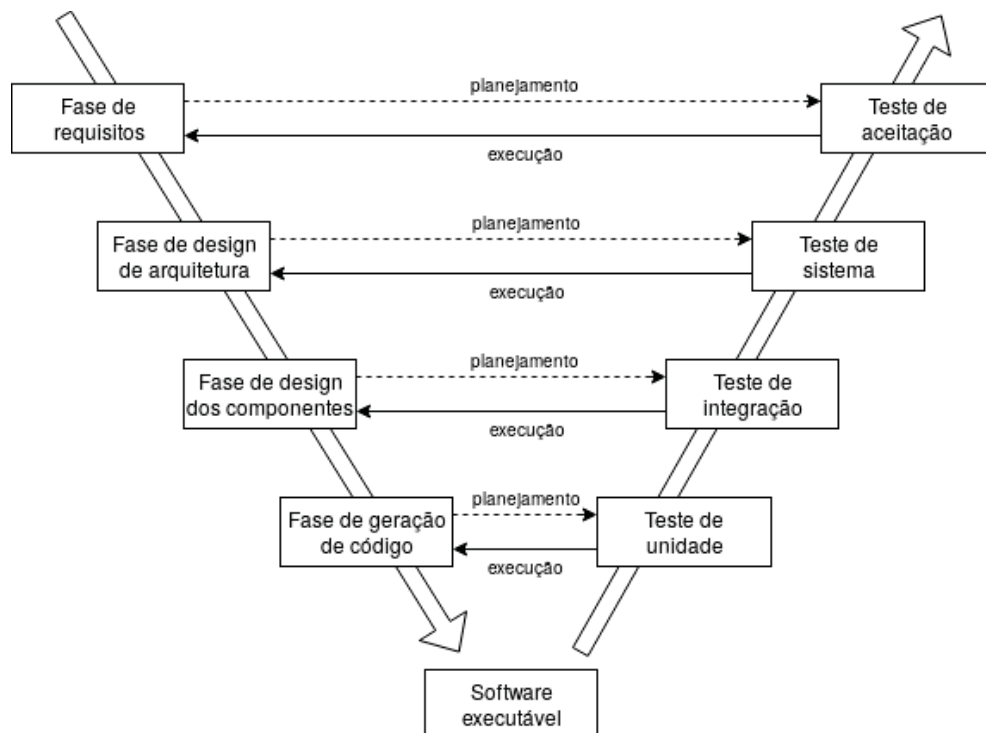 planejamento
Fase de
requisitos
Teste de
aceitação
execução
planejamento
Fase de design
de arquitetura
Teste de
sistema
execução
planejamento
Fase de design
dos componentes
Teste de
integração
execução
planejamento
Fase de geração
de código
Teste de
unidade
execução
Software
executável